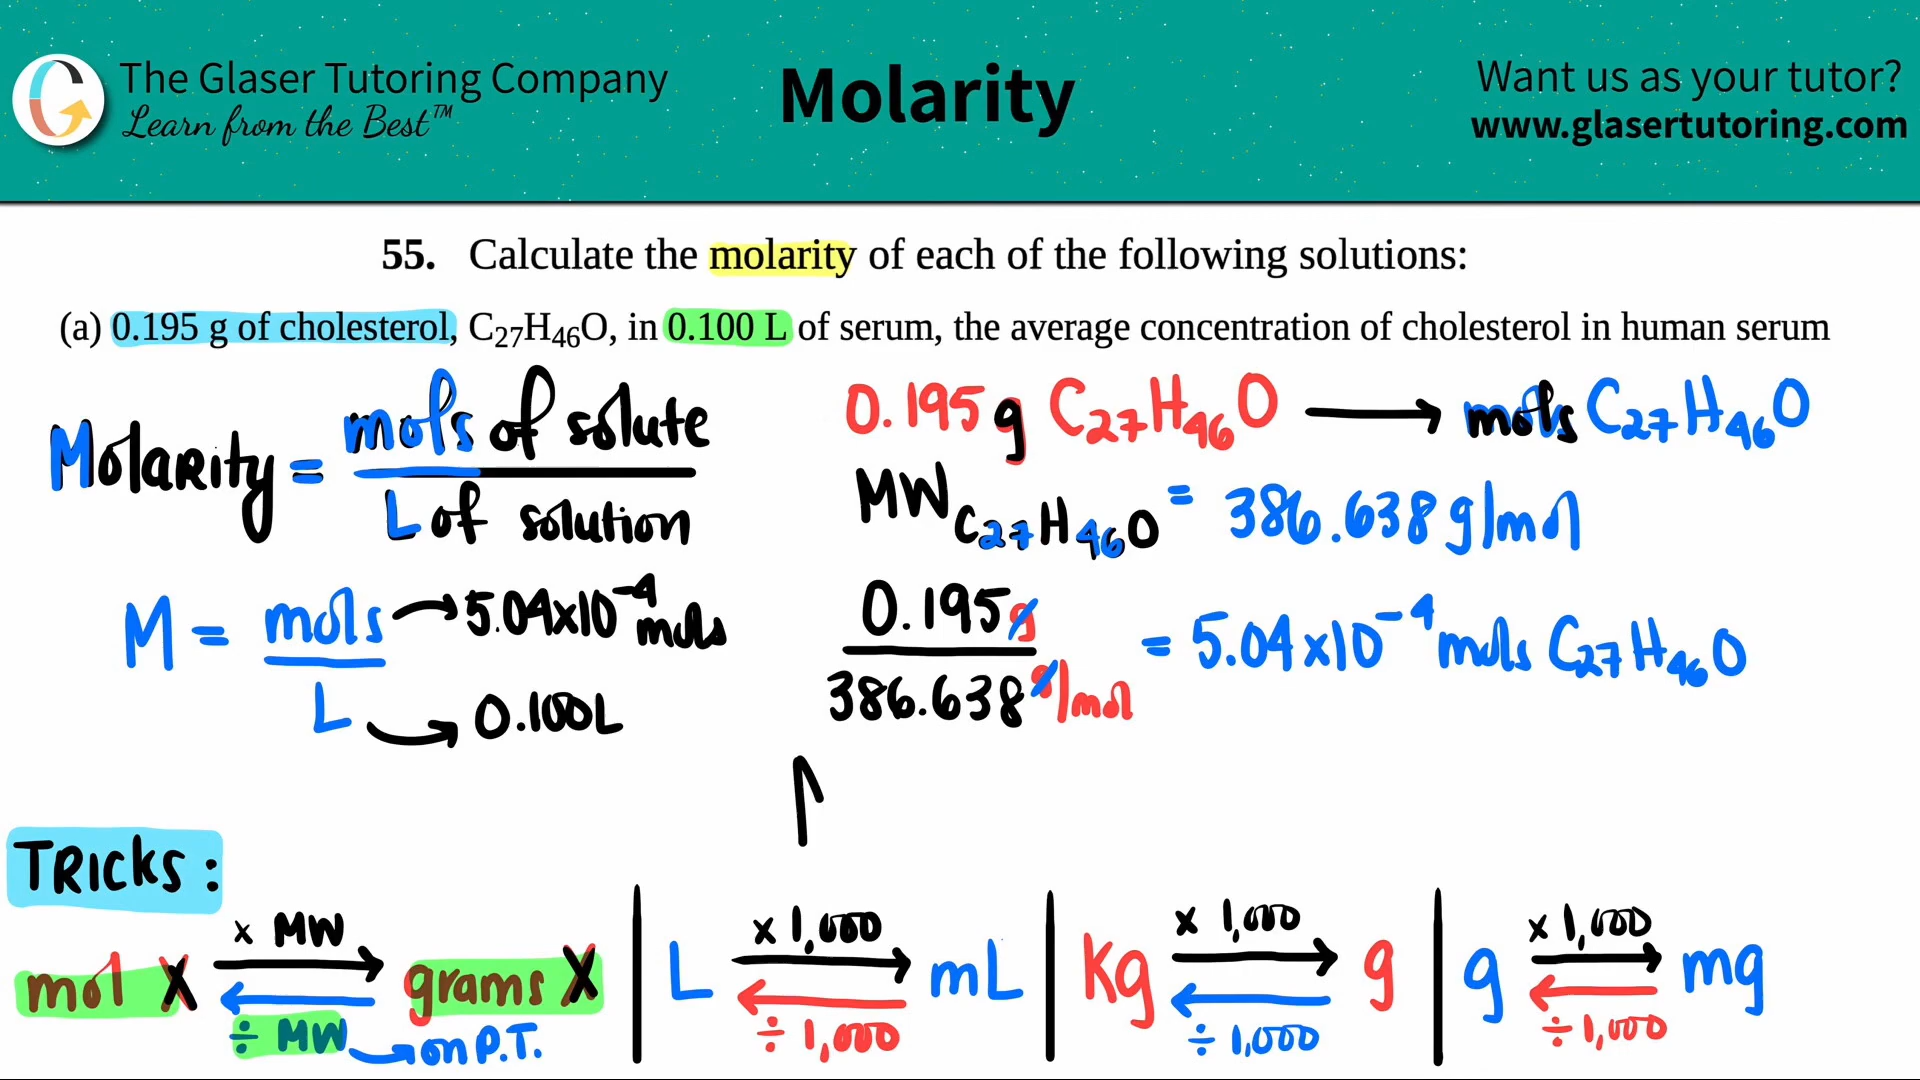 The Glaser Tutoring Company
Learn from the Best™
Molarity
Want us as your tutor?
www.glasertutoring.com
55. Calculate the molarity of each of the following solutions:
(a) 0.195 g of cholesterol, C₂₇H₄₆O, in 0.100 L of serum, the average concentration of cholesterol in human serum
Molarity = mols of solute
L of solution
0.195 g C₂₇H₄₆O → mols C₂₇H₄₆O
MW C₂₇H₄₆O = 386.638 g/mol
M = mols → 5.04x10⁻⁴ mols
L → 0.100L
0.195 g
386.638 g/mol
= 5.04x10⁻⁴ mols C₂₇H₄₆O
TRICKS:
x MW
mol X → ← grams X
÷ MW → on P.T.
x 1,000
L → ← mL
÷ 1,000
x 1,000
Kg → ← g
÷ 1,000
x 1,000
g → ← mg
÷ 1,000